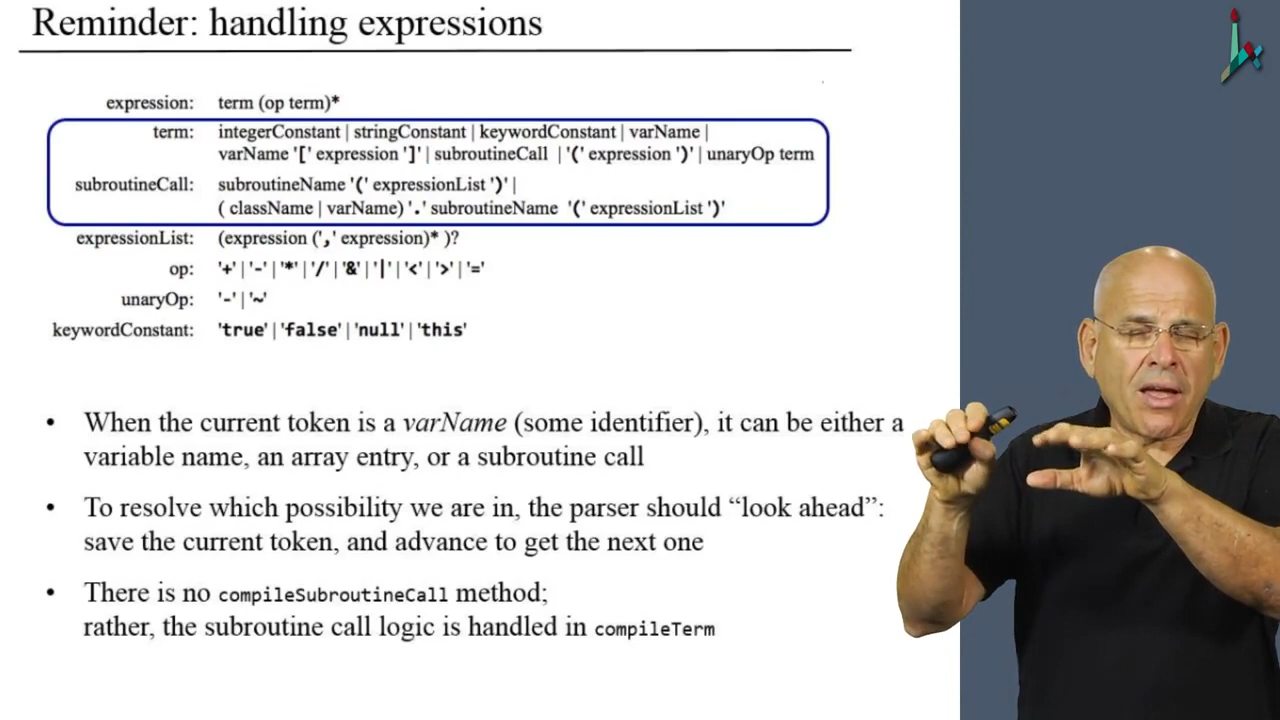 Reminder: handling expressions
expression: term (op term)*
term: integerConstant | stringConstant | keywordConstant | varName |
varName '[' expression ']' | subroutineCall | '(' expression ')' | unaryOp term
subroutineCall: subroutineName '(' expressionList ')' |
( className | varName) '.' subroutineName '(' expressionList ')'
expressionList: (expression (',' expression)* )?
op: '+' | '-' | '*' | '/' | '&' | '|' | '<' | '>' | '='
unaryOp: '-' | '~'
keywordConstant: 'true' | 'false' | 'null' | 'this'
• When the current token is a varName (some identifier), it can be either a
variable name, an array entry, or a subroutine call
• To resolve which possibility we are in, the parser should “look ahead”:
save the current token, and advance to get the next one
• There is no compileSubroutineCall method;
rather, the subroutine call logic is handled in compileTerm